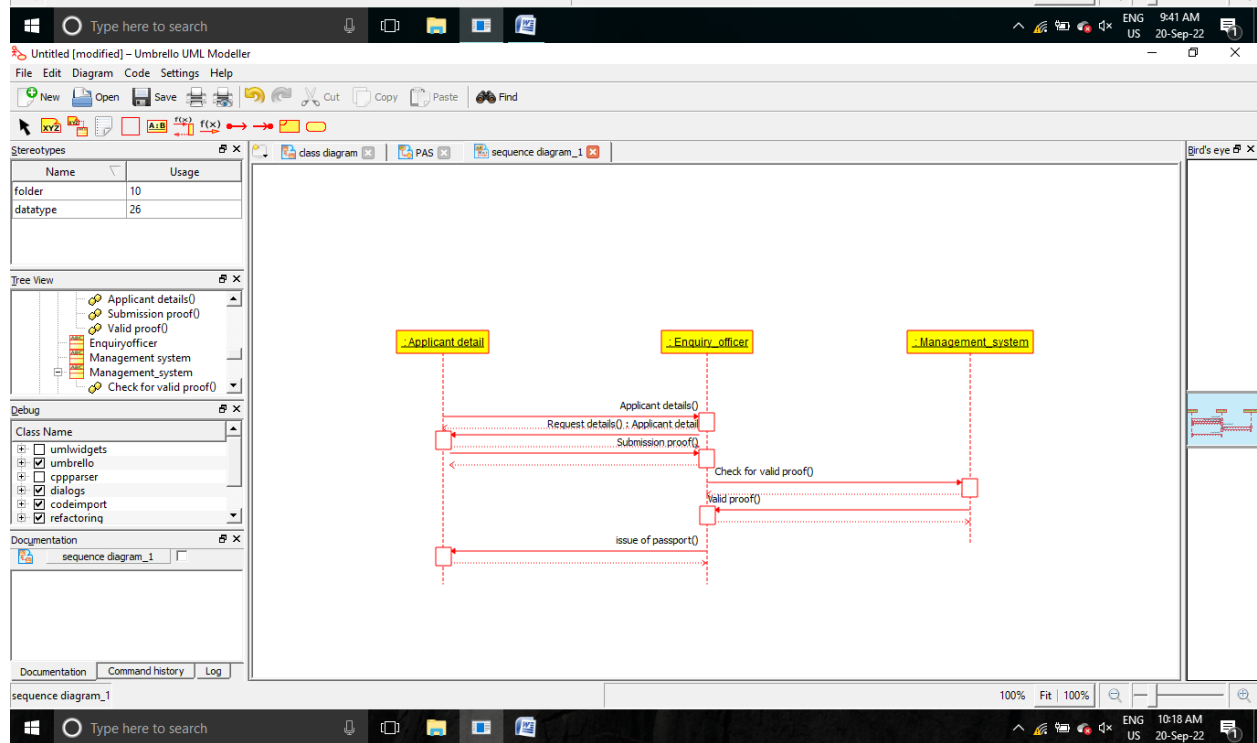 Type here to search
ENG 9:41 AM
US 20-Sep-22
Untitled [modified] – Umbrello UML Modeller
File Edit Diagram Code Settings Help
New Open Save Cut Copy Paste Find
XYZ XYZ A:B f(x) f(x)
Stereotypes
class diagram PAS sequence diagram_1
Bird's eye
Name Usage
folder 10
datatype 26
Tree View
Applicant details()
Submission proof()
Valid proof()
Enquiryofficer
Management system
Management_system
Check for valid proof()
Debug
Class Name
umlwidgets
umbrello
cppparser
dialogs
codeimport
refactoring
Documentation
sequence diagram_1
Documentation Command history Log
: Applicant detail : Enquiry_officer : Management_system
Applicant details()
Request details() : Applicant detail
Submission proof()
Check for valid proof()
Valid proof()
issue of passport()
sequence diagram_1
100% Fit 100%
Type here to search
ENG 10:18 AM
US 20-Sep-22